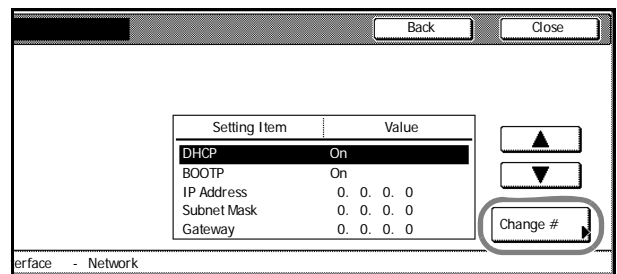 Back Close
Setting Item Value
DHCP On
BOOTP On
IP Address 0. 0. 0. 0
Subnet Mask 0. 0. 0. 0
Gateway 0. 0. 0. 0
Change #
erface - Network